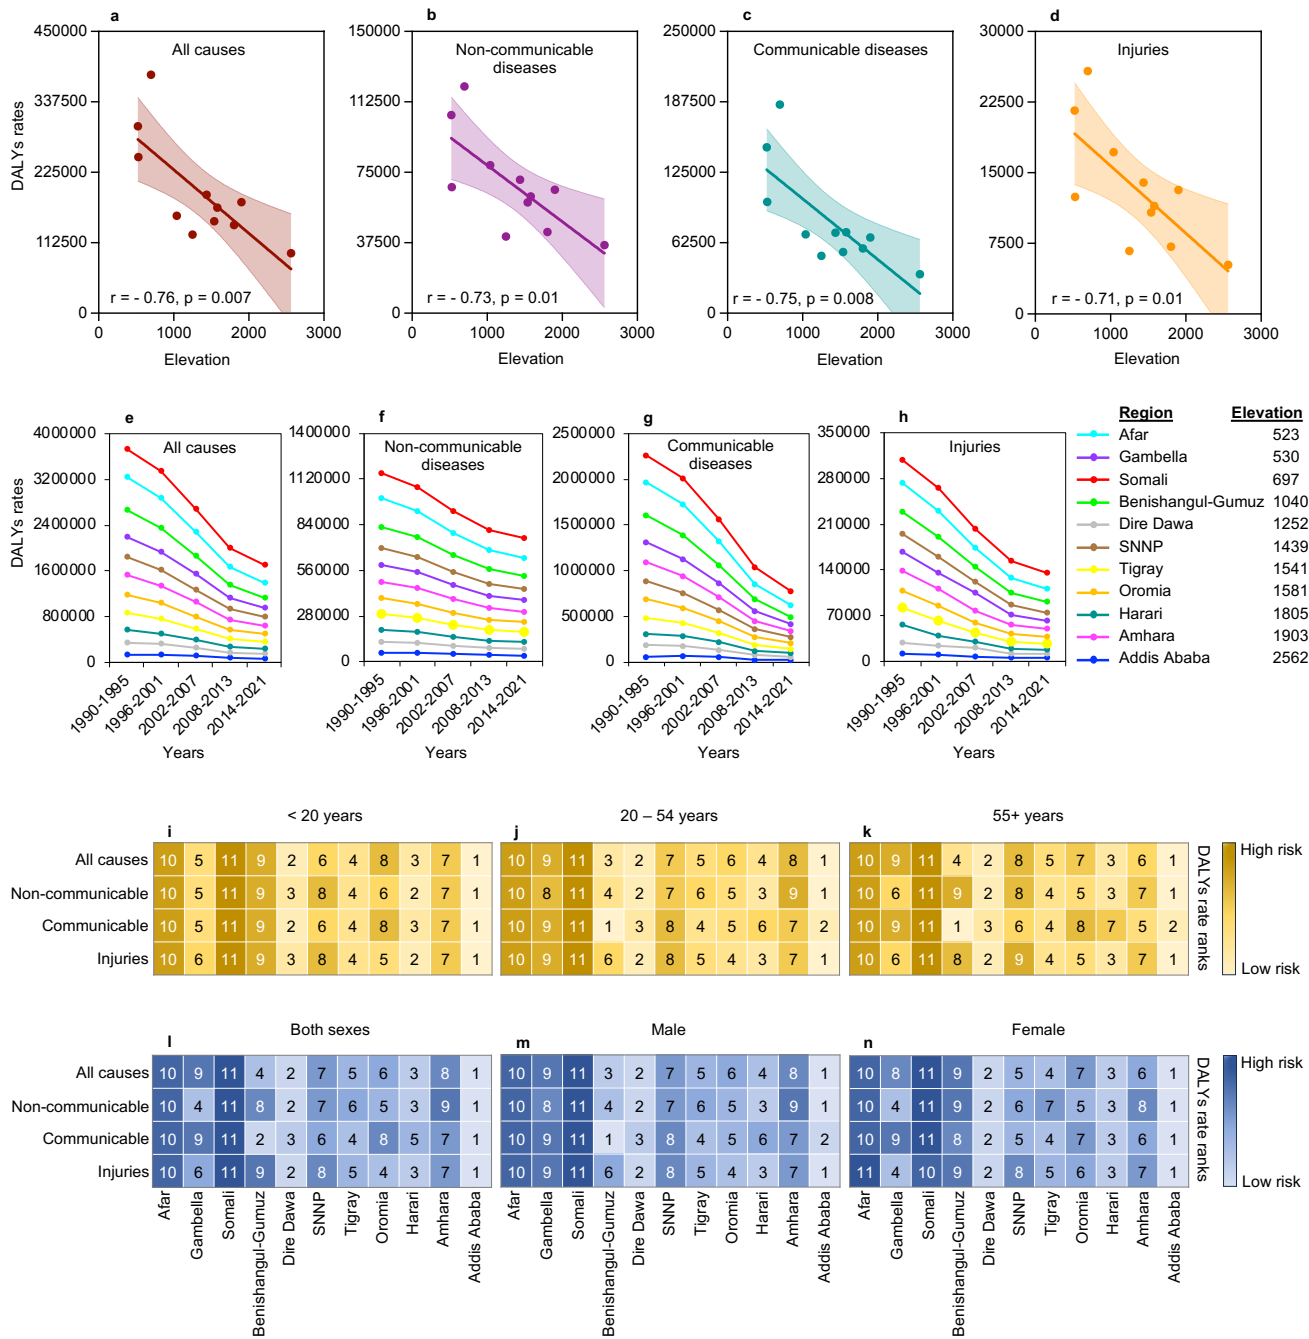 a
b
c
d
All causes
Non-communicable
diseases
Communicable diseases
Injuries
DALYs rates
450000
337500
225000
112500
0
150000
112500
75000
37500
0
250000
187500
125000
62500
0
30000
22500
15000
7500
0
r = - 0.76, p = 0.007
r = - 0.73, p = 0.01
r = - 0.75, p = 0.008
r = - 0.71, p = 0.01
0 1000 2000 3000
0 1000 2000 3000
0 1000 2000 3000
0 1000 2000 3000
Elevation
Elevation
Elevation
Elevation
e
f
g
h
All causes
Non-communicable
diseases
Communicable
diseases
Injuries
DALYs rates
4000000
3200000
2400000
1600000
800000
0
1400000
1120000
840000
560000
280000
0
2500000
2000000
1500000
1000000
500000
0
350000
280000
210000
140000
70000
0
1990-1995 1996-2001 2002-2007 2008-2013 2014-2021
1990-1995 1996-2001 2002-2007 2008-2013 2014-2021
1990-1995 1996-2001 2002-2007 2008-2013 2014-2021
1990-1995 1996-2001 2002-2007 2008-2013 2014-2021
Years
Years
Years
Years
Region Elevation
Afar 523
Gambella 530
Somali 697
Benishangul-Gumuz 1040
Dire Dawa 1252
SNNP 1439
Tigray 1541
Oromia 1581
Harari 1805
Amhara 1903
Addis Ababa 2562
i
< 20 years
j
20 – 54 years
k
55+ years
All causes 10 5 11 9 2 6 4 8 3 7 1 10 9 11 3 2 7 5 6 4 8 1 10 9 11 4 2 8 5 7 3 6 1
Non-communicable 10 5 11 9 3 8 4 6 2 7 1 10 8 11 4 2 7 6 5 3 9 1 10 6 11 9 2 8 4 5 3 7 1
Communicable 10 5 11 9 2 6 4 8 3 7 1 10 9 11 1 3 8 4 5 6 7 2 10 9 11 1 3 6 4 8 7 5 2
Injuries 10 6 11 9 3 8 4 5 2 7 1 10 9 11 6 2 8 5 4 3 7 1 10 6 11 8 2 9 4 5 3 7 1
DALYs rate ranks
High risk
Low risk
l
Both sexes
m
Male
n
Female
All causes 10 9 11 4 2 7 5 6 3 8 1 10 9 11 3 2 7 5 6 4 8 1 10 8 11 9 2 5 4 7 3 6 1
Non-communicable 10 4 11 8 2 7 6 5 3 9 1 10 8 11 4 2 7 6 5 3 9 1 10 4 11 9 2 6 7 5 3 8 1
Communicable 10 9 11 2 3 6 4 8 5 7 1 10 9 11 1 3 8 4 5 6 7 2 10 9 11 8 2 5 4 7 3 6 1
Injuries 10 6 11 9 2 8 5 4 3 7 1 10 9 11 6 2 8 5 4 3 7 1 11 4 10 9 2 8 5 6 3 7 1
DALYs rate ranks
High risk
Low risk
Afar Gambella Somali Benishangul-Gumuz Dire Dawa SNNP Tigray Oromia Harari Amhara Addis Ababa
Afar Gambella Somali Benishangul-Gumuz Dire Dawa SNNP Tigray Oromia Harari Amhara Addis Ababa
Afar Gambella Somali Benishangul-Gumuz Dire Dawa SNNP Tigray Oromia Harari Amhara Addis Ababa